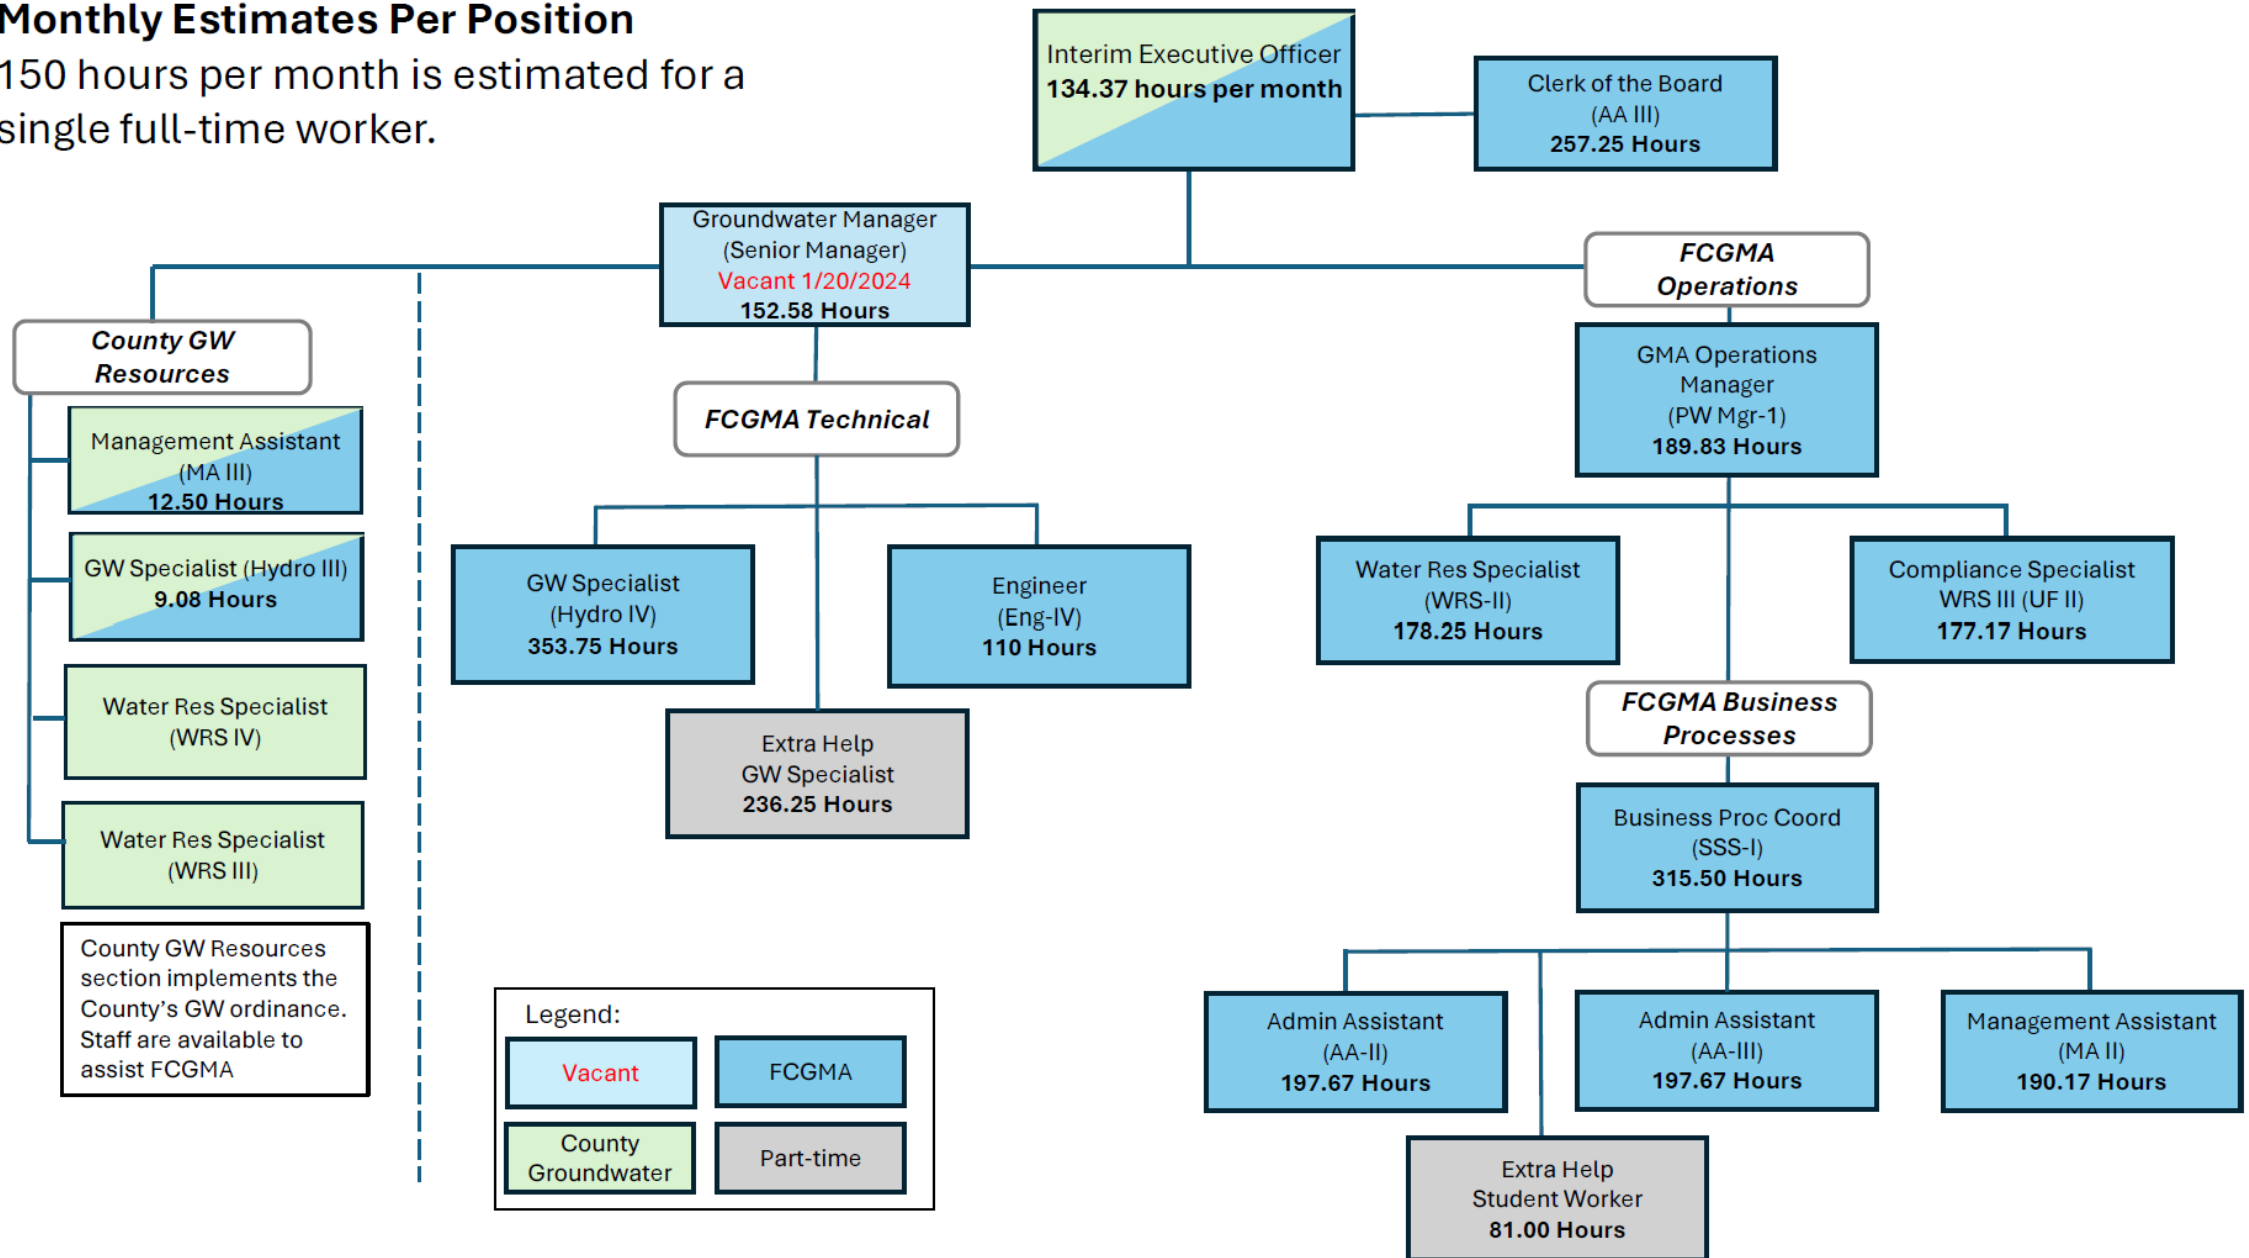 Monthly Estimates Per Position
150 hours per month is estimated for a
single full-time worker.
Interim Executive Officer
134.37 hours per month
Clerk of the Board
(AA III)
257.25 Hours
Groundwater Manager
(Senior Manager)
Vacant 1/20/2024
152.58 Hours
FCGMA
Operations
County GW
Resources
Management Assistant
(MA III)
12.50 Hours
GW Specialist (Hydro III)
9.08 Hours
Water Res Specialist
(WRS IV)
Water Res Specialist
(WRS III)
County GW Resources
section implements the
County's GW ordinance.
Staff are available to
assist FCGMA
FCGMA Technical
GW Specialist
(Hydro IV)
353.75 Hours
Engineer
(Eng-IV)
110 Hours
Extra Help
GW Specialist
236.25 Hours
GMA Operations
Manager
(PW Mgr-1)
189.83 Hours
Water Res Specialist
(WRS-II)
178.25 Hours
Compliance Specialist
WRS III (UF II)
177.17 Hours
FCGMA Business
Processes
Business Proc Coord
(SSS-I)
315.50 Hours
Admin Assistant
(AA-II)
197.67 Hours
Admin Assistant
(AA-III)
197.67 Hours
Management Assistant
(MA II)
190.17 Hours
Extra Help
Student Worker
81.00 Hours
Legend:
Vacant
FCGMA
County
Groundwater
Part-time